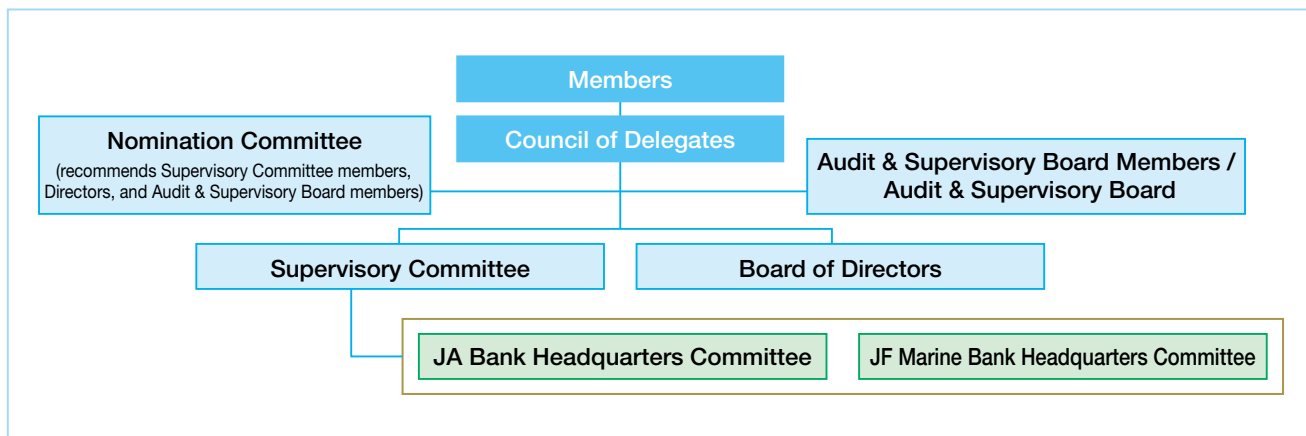 Members
Council of Delegates
Nomination Committee
(recommends Supervisory Committee members,
Directors, and Audit & Supervisory Board members)
Audit & Supervisory Board Members /
Audit & Supervisory Board
Supervisory Committee
Board of Directors
JA Bank Headquarters Committee
JF Marine Bank Headquarters Committee